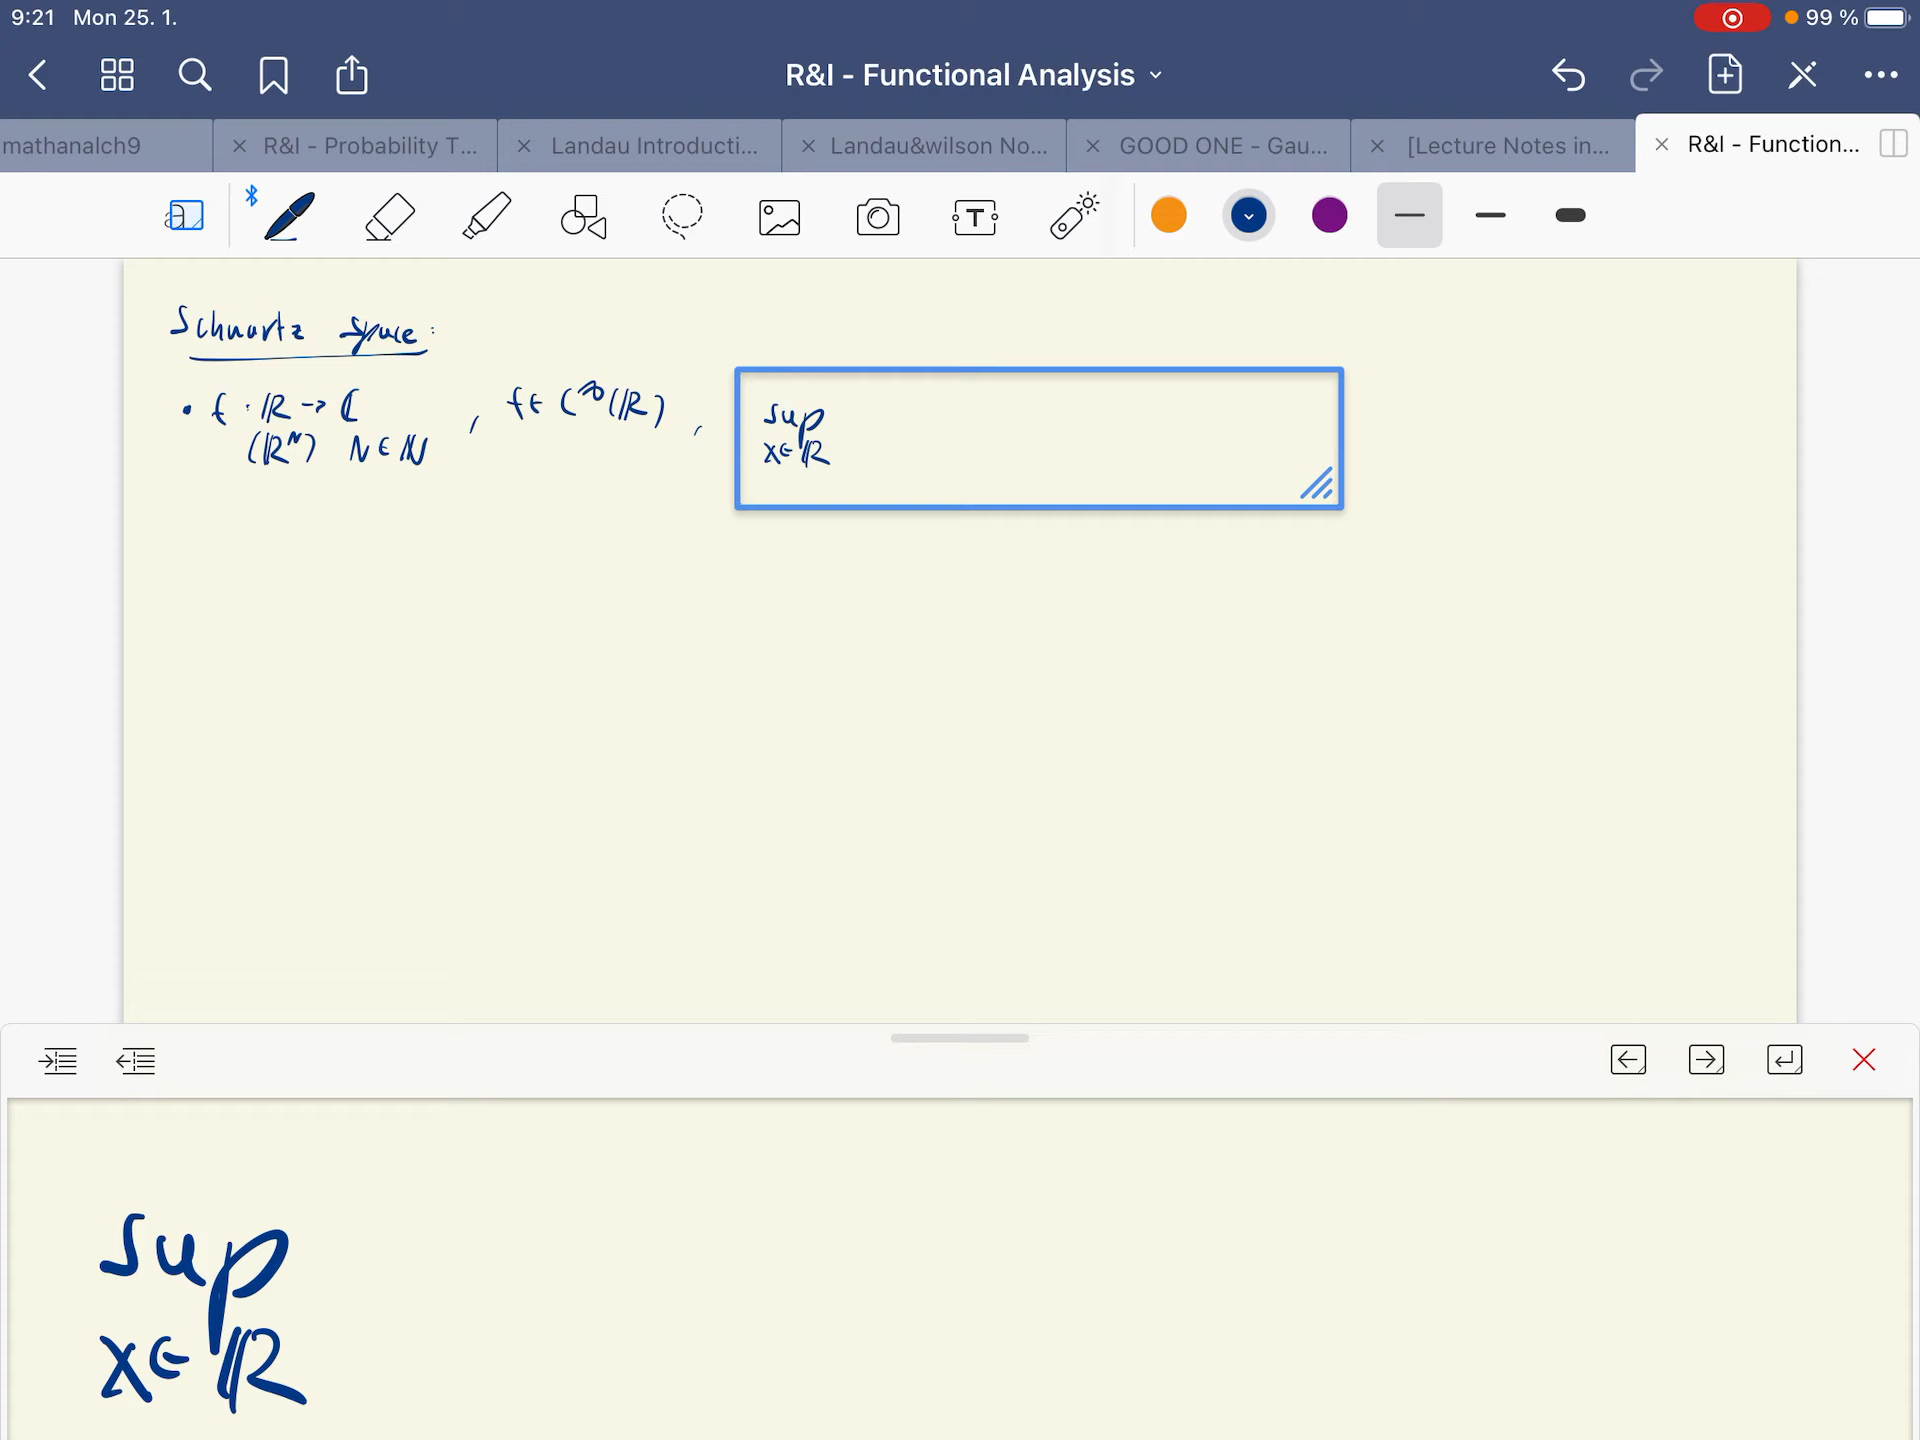 9:21 Mon 25. 1.
99 %
R&I - Functional Analysis
mathanalch9
R&I - Probability T...
Landau Introducti...
Landau&wilson No...
GOOD ONE - Gau...
[Lecture Notes in...
R&I - Function...
Schwartz space:
• f : ℝ → ℂ , f ∈ C^∞(ℝ) , sup
(ℝ^N) N ∈ ℕ x∈ℝ
sup
x∈ℝ